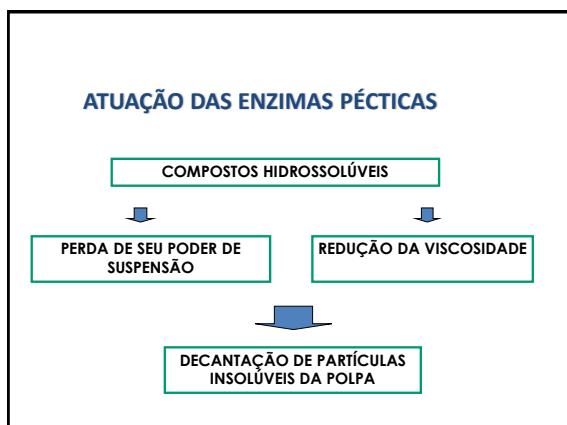 ATUAÇÃO DAS ENZIMAS PÉCTICAS
COMPOSTOS HIDROSSOLÚVEIS
PERDA DE SEU PODER DE
SUSPENSÃO
REDUÇÃO DA VISCOSIDADE
DECANTAÇÃO DE PARTÍCULAS
INSOLÚVEIS DA POLPA